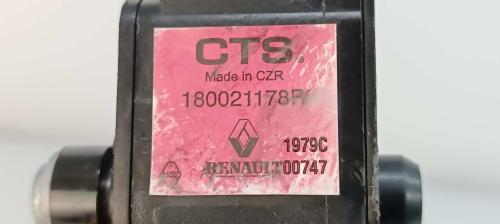 CTS®
Made in CZR
180021178R
1979C
RENAULT 00747